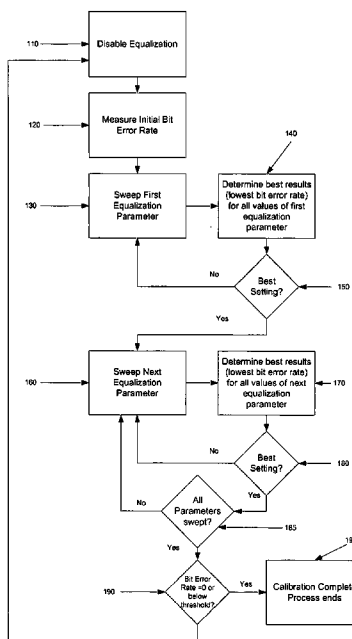 110
Disable Equalization
120
Measure Initial Bit
Error Rate
140
130
Sweep First
Equalization
Parameter
Determine best results
(lowest bit error rate)
for all values of first
equalization
parameter
No
Best
Setting?
150
Yes
160
Sweep Next
Equalization
Parameter
Determine best results
(lowest bit error rate)
for all values of next
equalization
parameter
170
No
Best
Setting?
180
No
All
Parameters
swept?
Yes
185
Yes
190
Bit Error
Rate =0 or
below
threshold?
Yes
Calibration Complete
Process ends